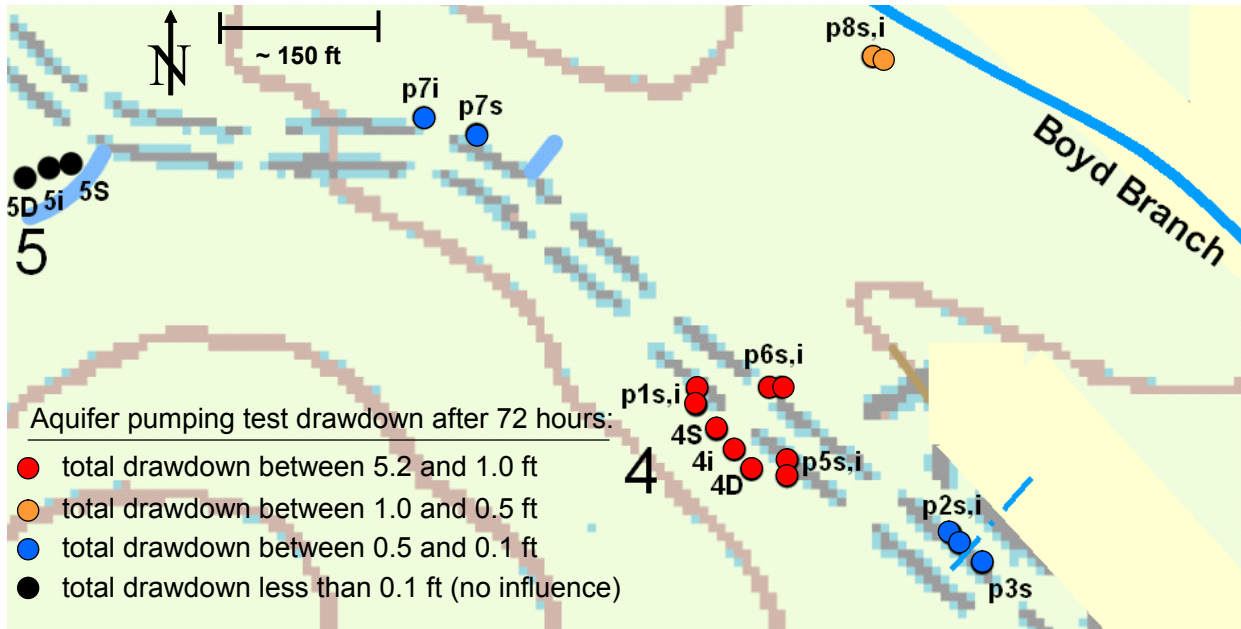 N
~ 150 ft
p8s,i
p7i
p7s
Boyd Branch
5D 5i 5S
5
p6s,i
p1s,i
4S
4i
4D
4
p5s,i
p2s,i
p3s
Aquifer pumping test drawdown after 72 hours:
total drawdown between 5.2 and 1.0 ft
total drawdown between 1.0 and 0.5 ft
total drawdown between 0.5 and 0.1 ft
total drawdown less than 0.1 ft (no influence)